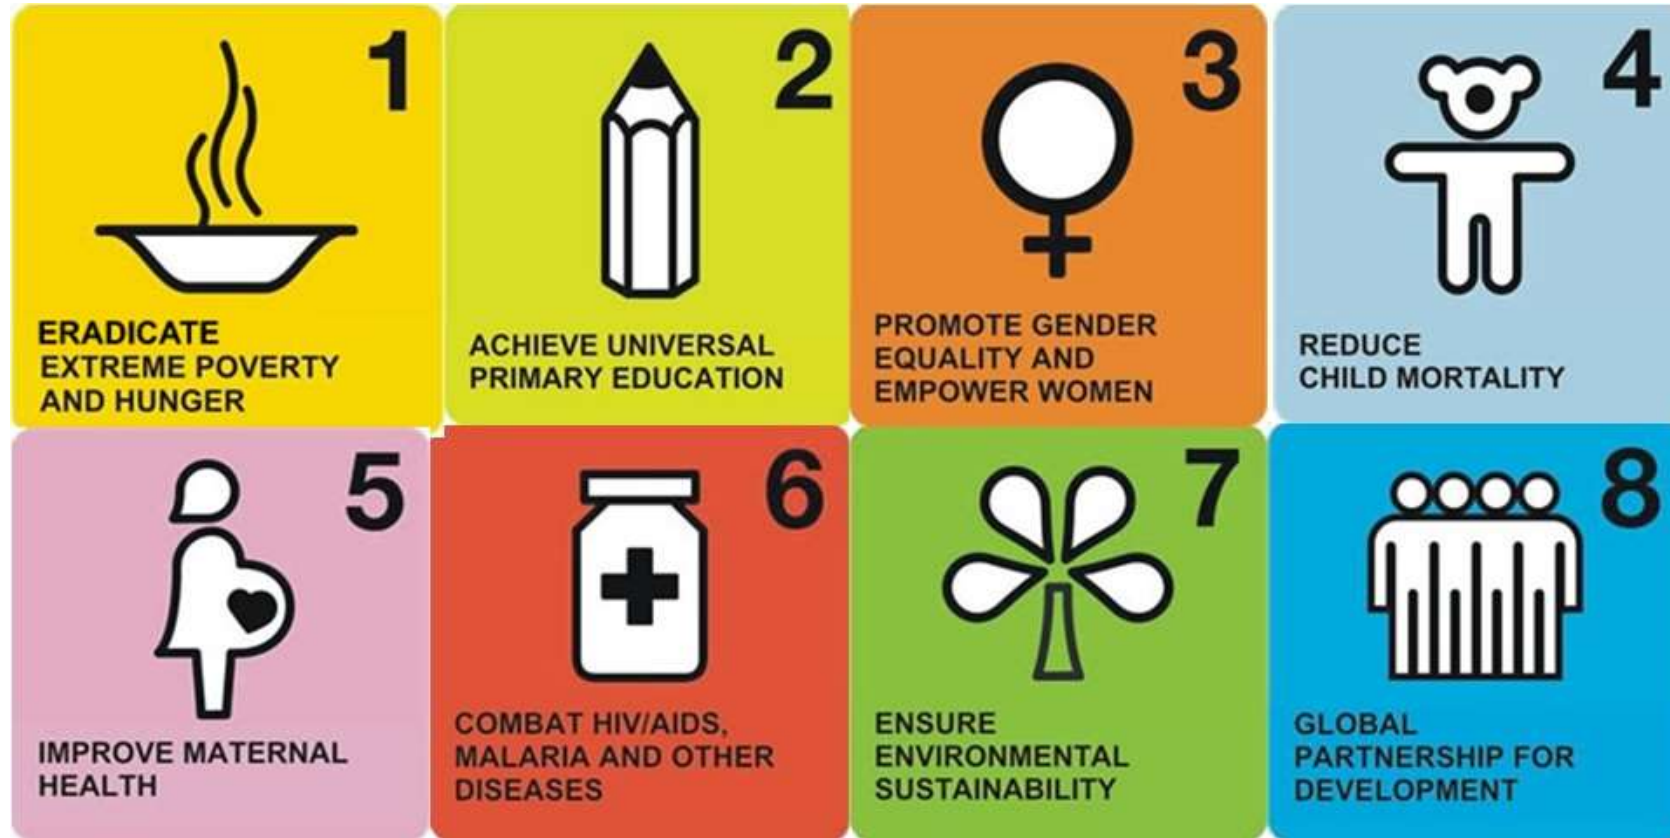 1
ERADICATE
EXTREME POVERTY
AND HUNGER
2
ACHIEVE UNIVERSAL
PRIMARY EDUCATION
3
PROMOTE GENDER
EQUALITY AND
EMPOWER WOMEN
4
REDUCE
CHILD MORTALITY
5
IMPROVE MATERNAL
HEALTH
6
COMBAT HIV/AIDS,
MALARIA AND OTHER
DISEASES
7
ENSURE
ENVIRONMENTAL
SUSTAINABILITY
8
GLOBAL
PARTNERSHIP FOR
DEVELOPMENT